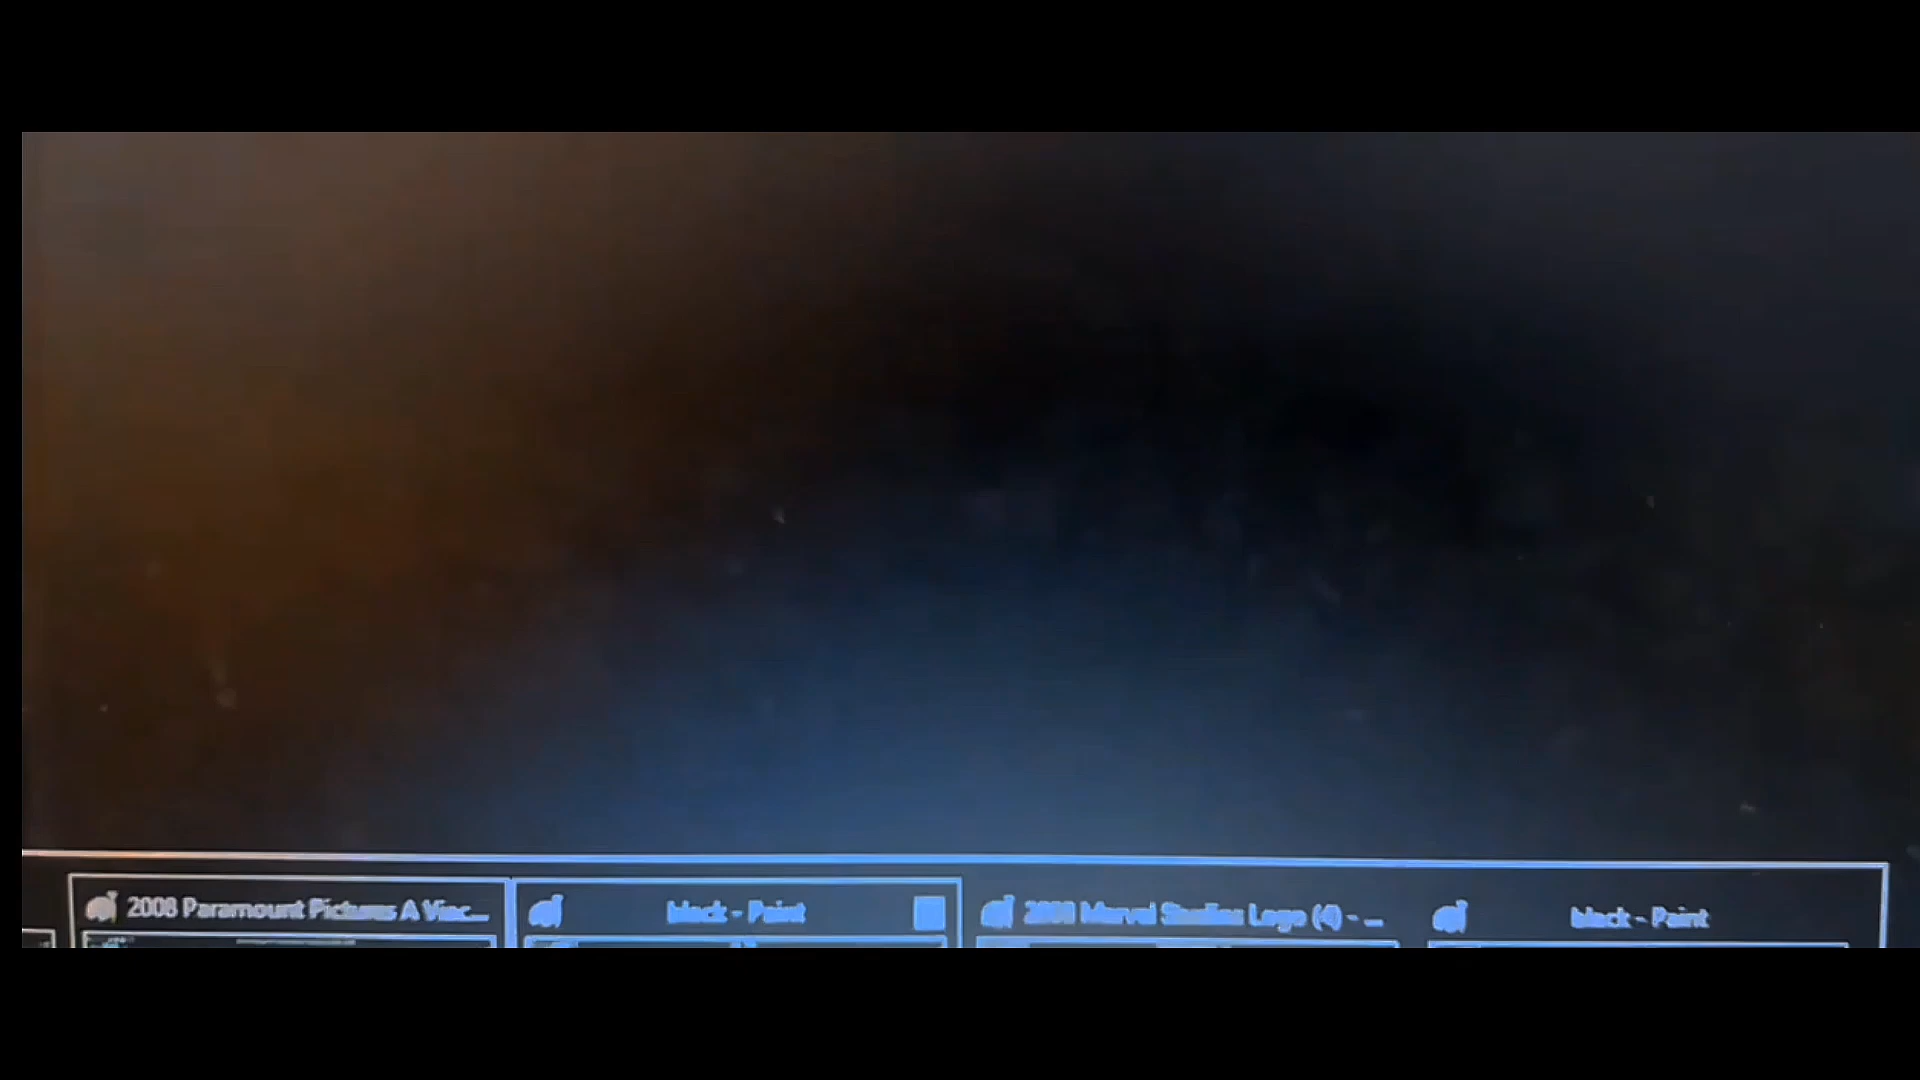 2008 Paramount Pictures A Viac...
black - Paint
2008 Marvel Studios Logo (4) - ...
black - Paint